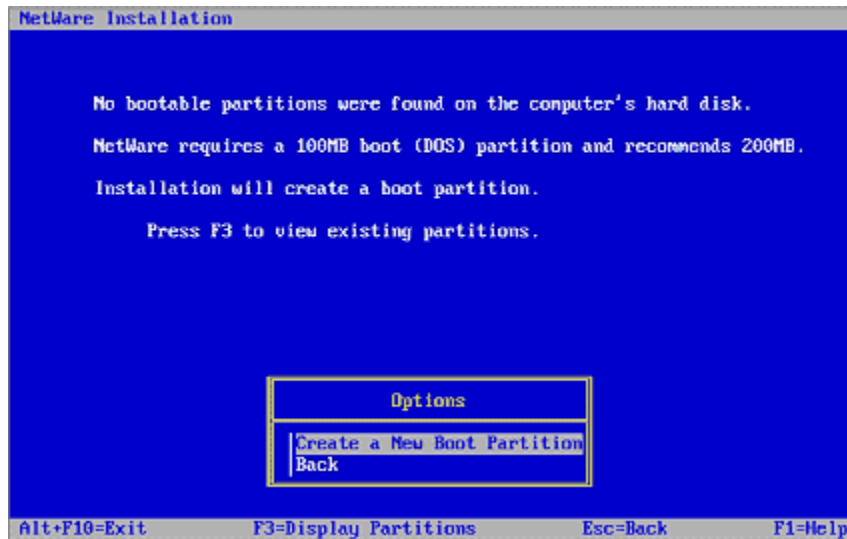 NetWare Installation
No bootable partitions were found on the computer's hard disk.
NetWare requires a 100MB boot (DOS) partition and recommends 200MB.
Installation will create a boot partition.
Press F3 to view existing partitions.
Options
Create a New Boot Partition
Back
Alt+F10=Exit F3=Display Partitions Esc=Back F1=Help